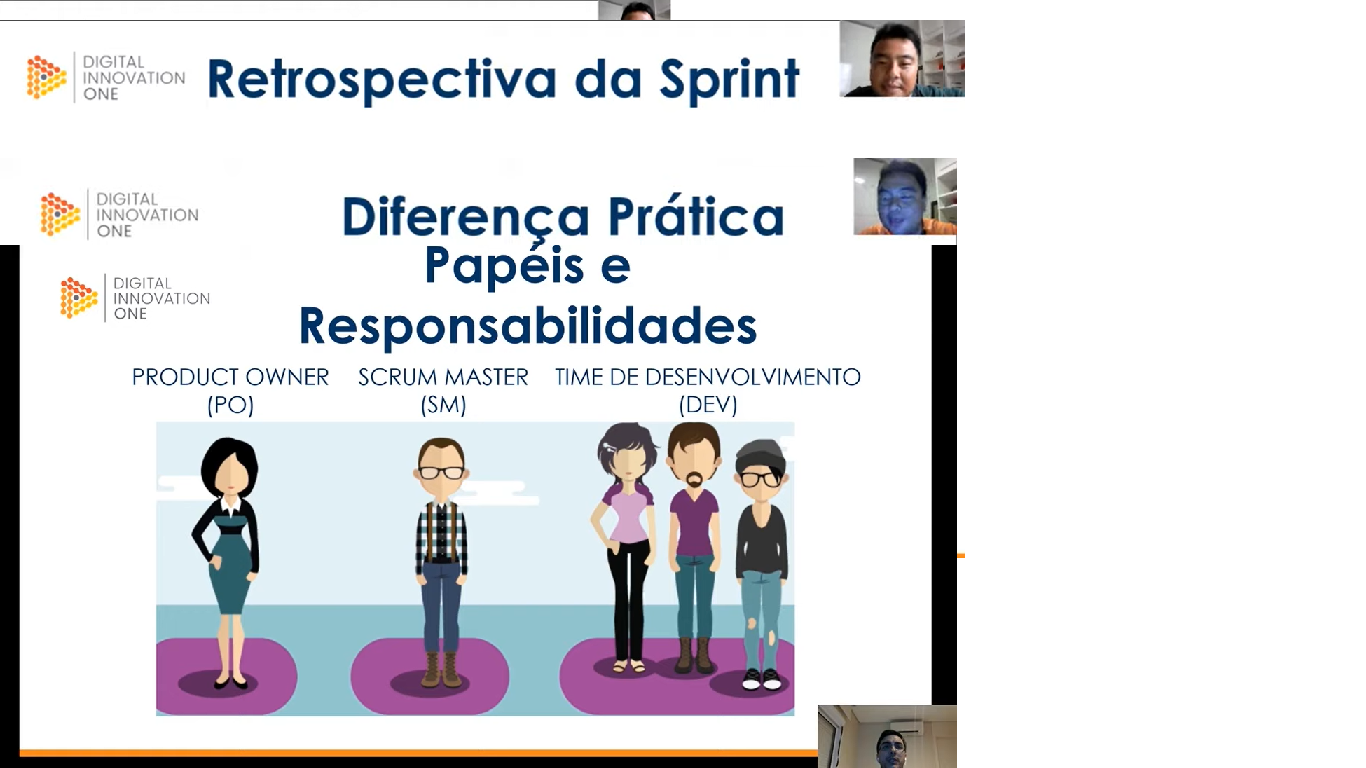 DIGITAL
INNOVATION
ONE
Retrospectiva da Sprint
DIGITAL
INNOVATION
ONE
Diferença Prática
Papéis e
DIGITAL
INNOVATION
ONE
Responsabilidades
PRODUCT OWNER
(PO)
SCRUM MASTER
(SM)
TIME DE DESENVOLVIMENTO
(DEV)